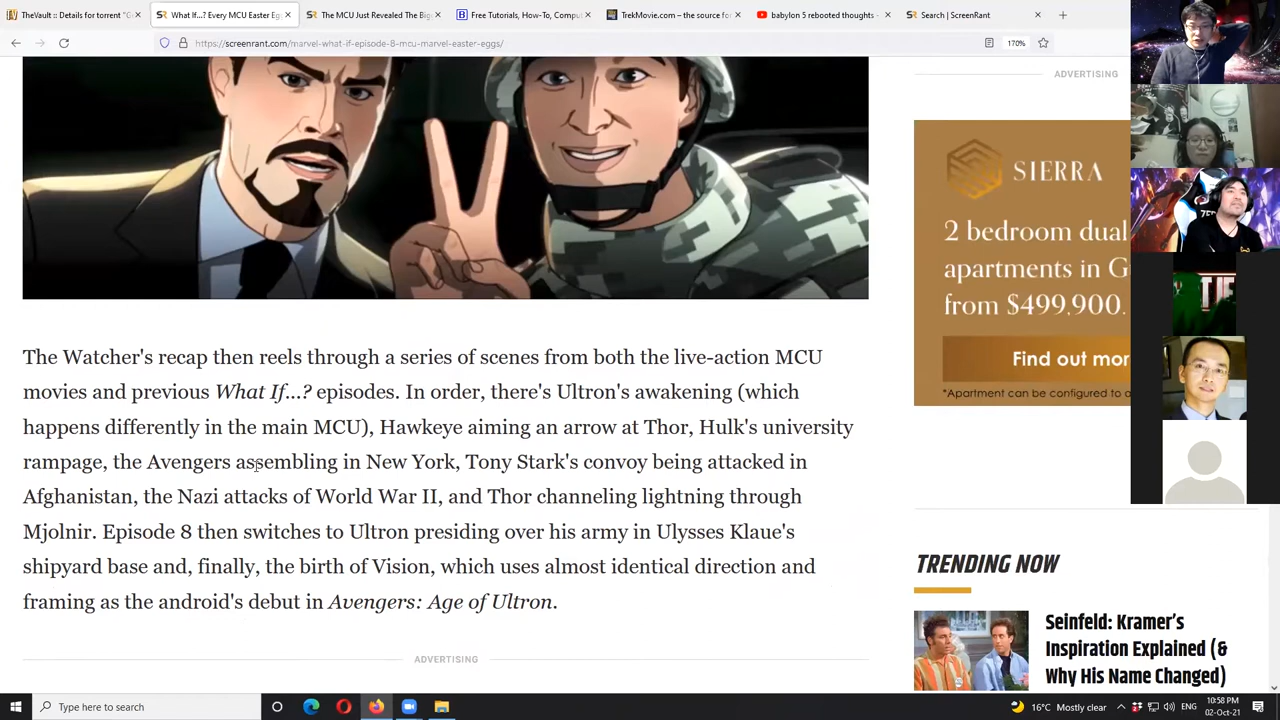 TheVault :: Details for torrent "G
What If...? Every MCU Easter Eg
The MCU Just Revealed The Big
Free Tutorials, How-To, Compu
TrekMovie.com – the source fo
babylon 5 rebooted thoughts -
Search | ScreenRant
https://screenrant.com/marvel-what-if-episode-8-mcu-marvel-easter-eggs/
170%
ADVERTISING
SIERRA
2 bedroom dual
apartments in G
from $499,900.
Find out mor
*Apartment can be configured to a
The Watcher's recap then reels through a series of scenes from both the live-action MCU
movies and previous What If...? episodes. In order, there's Ultron's awakening (which
happens differently in the main MCU), Hawkeye aiming an arrow at Thor, Hulk's university
rampage, the Avengers assembling in New York, Tony Stark's convoy being attacked in
Afghanistan, the Nazi attacks of World War II, and Thor channeling lightning through
Mjolnir. Episode 8 then switches to Ultron presiding over his army in Ulysses Klaue's
shipyard base and, finally, the birth of Vision, which uses almost identical direction and
framing as the android's debut in Avengers: Age of Ultron.
ADVERTISING
TRENDING NOW
Seinfeld: Kramer's
Inspiration Explained (&
Why His Name Changed)
Type here to search
16°C Mostly clear
ENG
10:58 PM
02-Oct-21